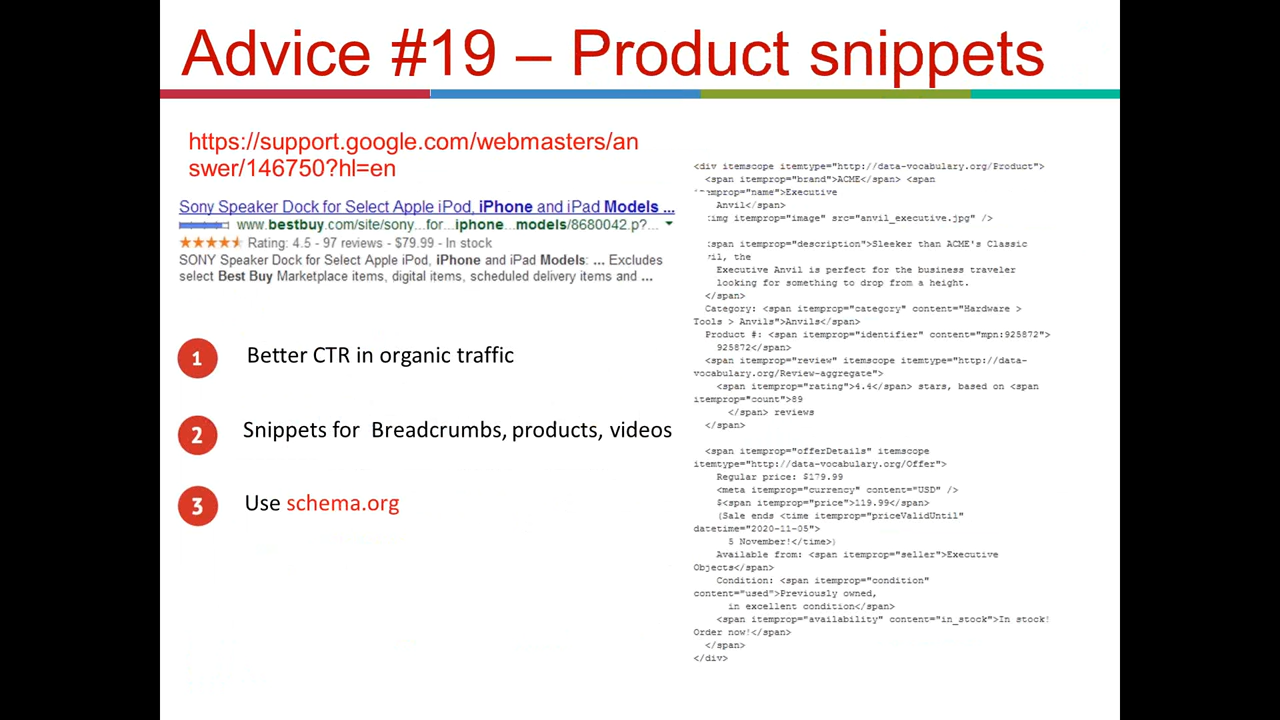 Advice #19 – Product snippets
https://support.google.com/webmasters/an
swer/146750?hl=en
Sony Speaker Dock for Select Apple iPod, iPhone and iPad Models ...
www.bestbuy.com/site/sony...for...iphone...models/8680042.p?...
Rating: 4.5 - 97 reviews - $79.99 - In stock
SONY Speaker Dock for Select Apple iPod, iPhone and iPad Models: ... Excludes
select Best Buy Marketplace items, digital items, scheduled delivery items and ...
1 Better CTR in organic traffic
2 Snippets for Breadcrumbs, products, videos
3 Use schema.org
<div itemscope itemtype="http://data-vocabulary.org/Product">
<span itemprop="brand">ACME</span> <span
itemprop="name">Executive
Anvil</span>
img itemprop="image" src="anvil_executive.jpg" />
span itemprop="description">Sleeker than ACME's Classic
vil, the
Executive Anvil is perfect for the business traveler
looking for something to drop from a height.
</span>
Category: <span itemprop="category" content="Hardware >
Tools > Anvils">Anvils</span>
Product #: <span itemprop="identifier" content="mpn:925872">
925872</span>
<span itemprop="review" itemscope itemtype="http://data-
vocabulary.org/Review-aggregate">
<span itemprop="rating">4.4</span> stars, based on <span
itemprop="count">89
</span> reviews
</span>
<span itemprop="offerDetails" itemscope
itemtype="http://data-vocabulary.org/Offer">
Regular price: $179.99
<meta itemprop="currency" content="USD" />
$<span itemprop="price">119.99</span>
(Sale ends <time itemprop="priceValidUntil"
datetime="2020-11-05">
5 November!</time>)
Available from: <span itemprop="seller">Executive
Objects</span>
Condition: <span itemprop="condition"
content="used">Previously owned,
in excellent condition</span>
<span itemprop="availability" content="in_stock">In stock!
Order now!</span>
</span>
</div>